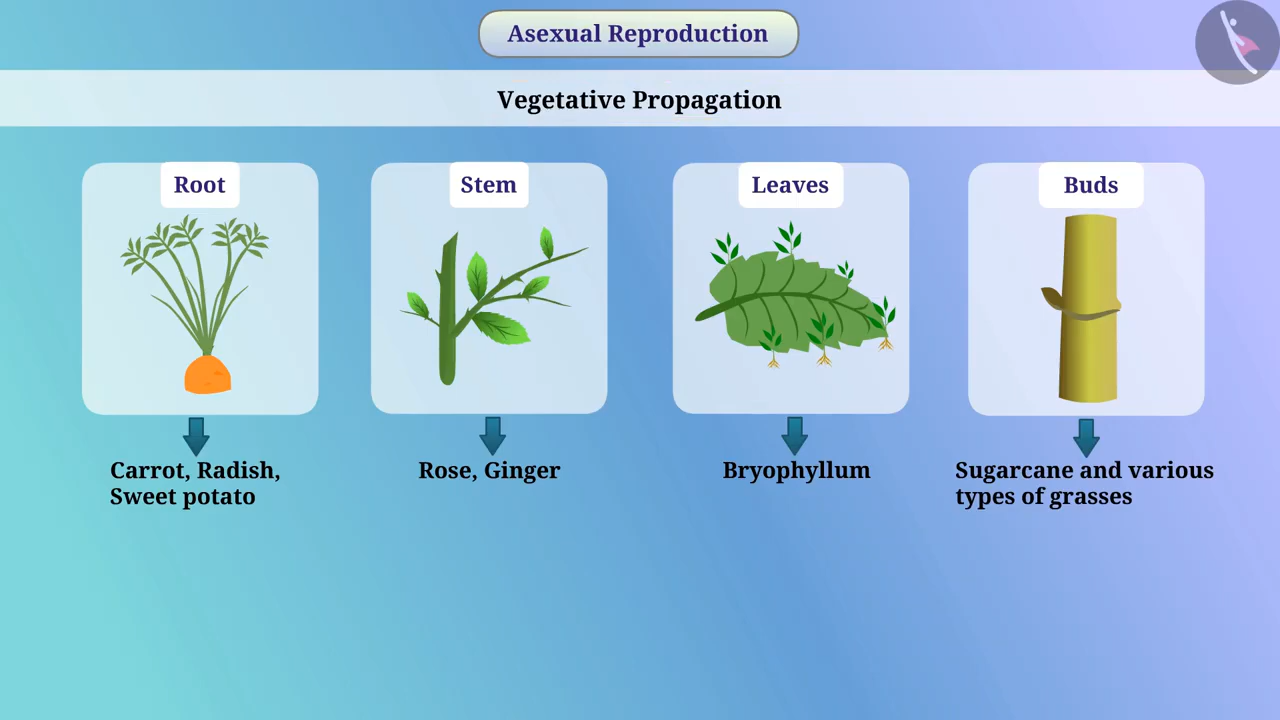 Asexual Reproduction
Vegetative Propagation
Root
Stem
Leaves
Buds
Carrot, Radish,
Sweet potato
Rose, Ginger
Bryophyllum
Sugarcane and various
types of grasses